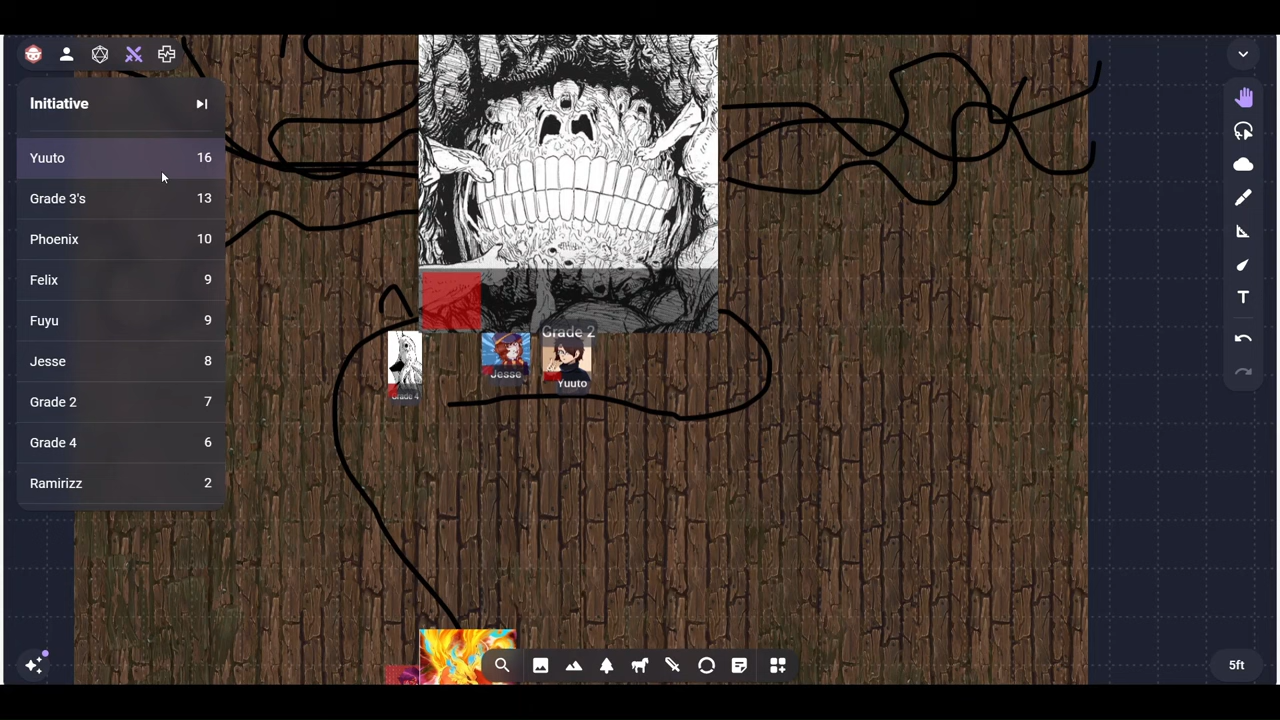 Initiative
Yuuto 16
Grade 3's 13
Phoenix 10
Felix 9
Fuyu 9
Jesse 8
Grade 2 7
Grade 4 6
Ramirizz 2
Grade 2
Jesse
Yuuto
Grade 4
T
5ft